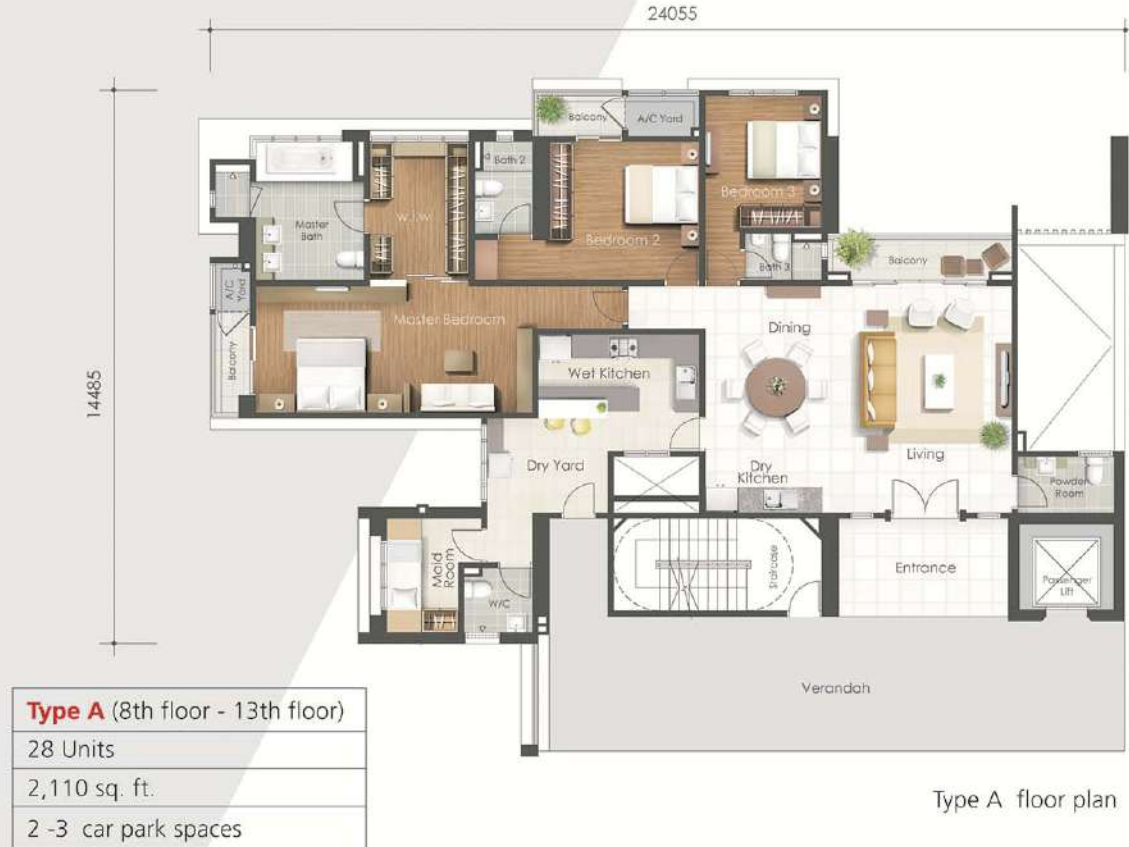 24055
14485
Balcony
A/C Yard
Bath 2
Bedroom 3
w.i.w
Master
Bath
Bedroom 2
Bath 3
Balcony
A/C
Yard
Master Bedroom
Dining
Balcony
Wet Kitchen
Dry Yard
Dry
Kitchen
Living
Powder
Room
Maid
Room
Staircase
Entrance
Passenger
Lift
W/C
Verandah
Type A (8th floor - 13th floor)
28 Units
2,110 sq. ft.
2 -3 car park spaces
Type A floor plan